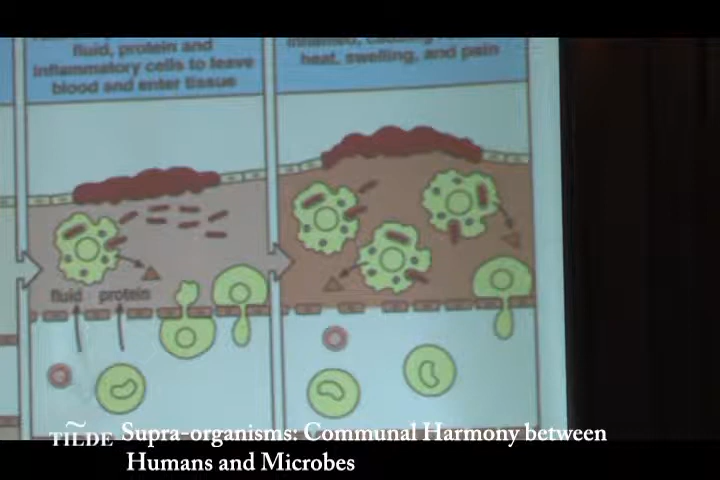 fluid, protein and
inflammatory cells to leave
blood and enter tissue
heat, swelling, and pain
fluid protein
TILDE Supra-organisms: Communal Harmony between
Humans and Microbes